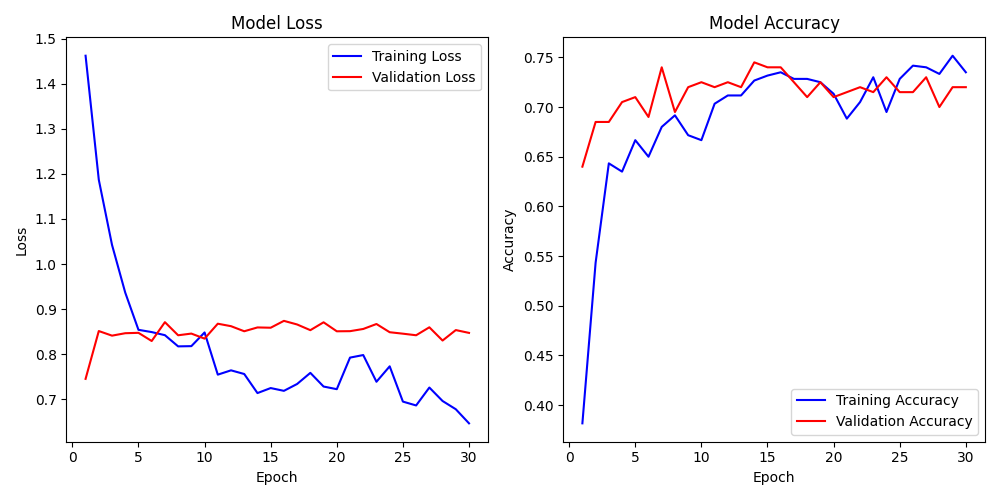 Model Loss
1.5
1.4
1.3
1.2
1.1
1.0
0.9
0.8
0.7
Loss
0 5 10 15 20 25 30
Epoch
Training Loss
Validation Loss
Model Accuracy
0.75
0.70
0.65
0.60
0.55
0.50
0.45
0.40
Accuracy
0 5 10 15 20 25 30
Epoch
Training Accuracy
Validation Accuracy